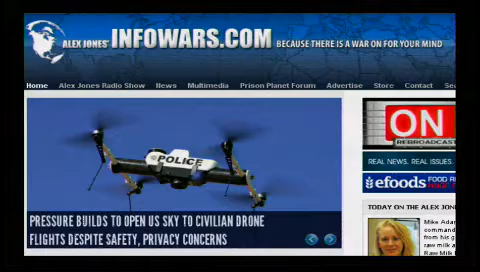 ALEX JONES' INFOWARS.COM BECAUSE THERE IS A WAR ON FOR YOUR MIND
Home Alex Jones Radio Show News Multimedia Prison Planet Forum Advertise Store Contact
ON
REBROADCAST
POLICE
REAL NEWS. REAL ISSUES.
efoods FOOD
PRESSURE BUILDS TO OPEN US SKY TO CIVILIAN DRONE
FLIGHTS DESPITE SAFETY, PRIVACY CONCERNS
TODAY ON THE ALEX JON
Mike Adam
command
from his g
raw milk a
Raw Milk